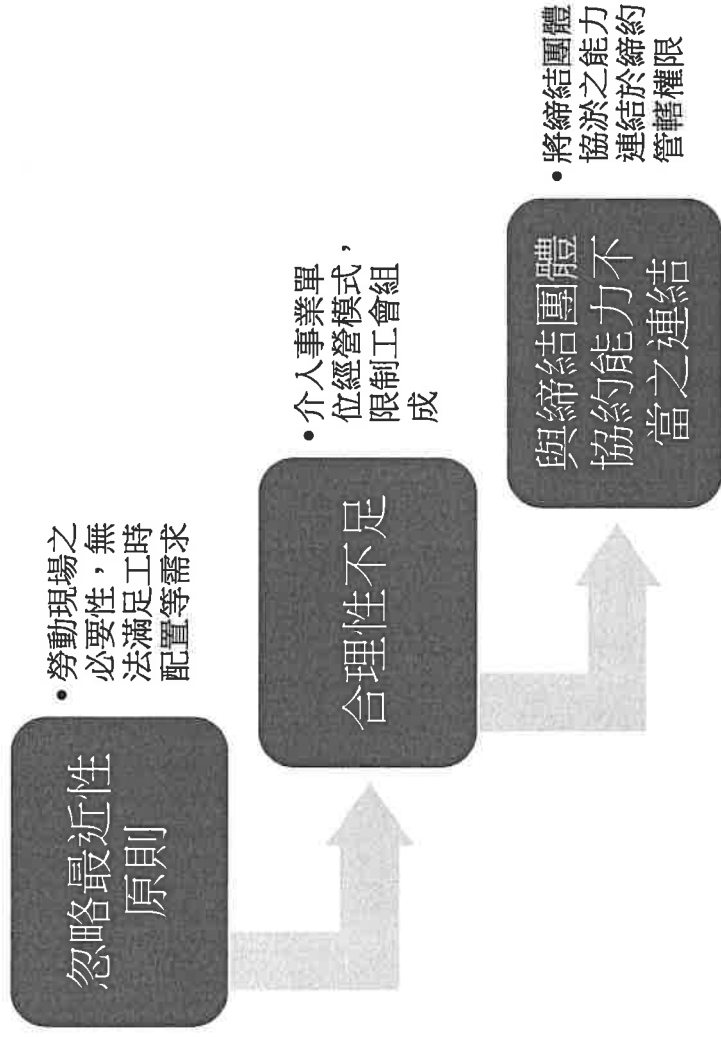 忽略最近性
原則
• 勞動現場之
必要性，無
法滿足工時
配置等需求
合理性不足
• 介入事業單
位經營模式，
限制工會組
成
與締結團體
協約能力不
當之連結
• 將締結團體
協淤之能力
連結於締約
管轄權限